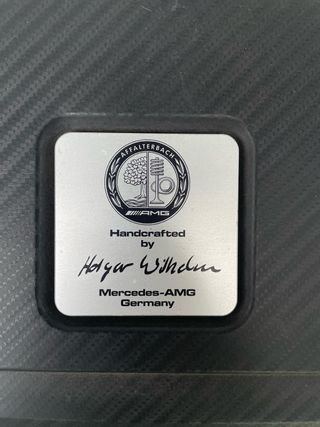 AFFALTERBACH
AMG
Handcrafted
by
Holger Wilhelm
Mercedes-AMG
Germany